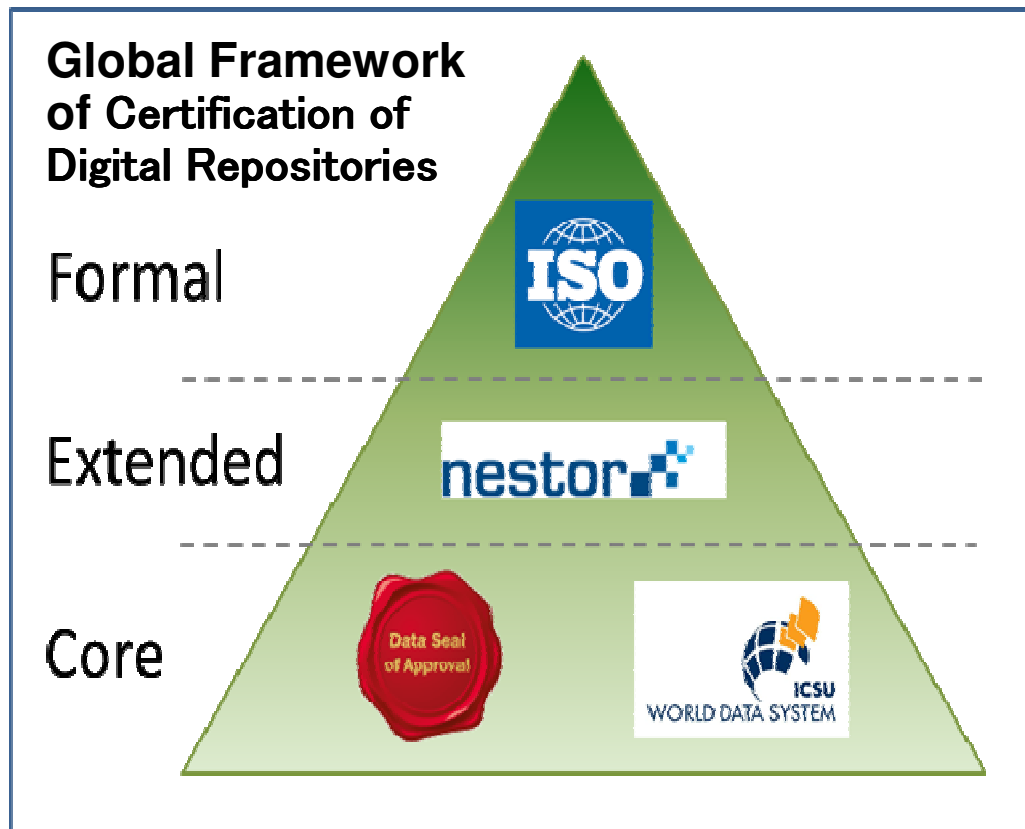 Global Framework
of Certification of
Digital Repositories
Formal
ISO
Extended
nestor
Core
Data Seal
of Approval
ICSU
WORLD DATA SYSTEM